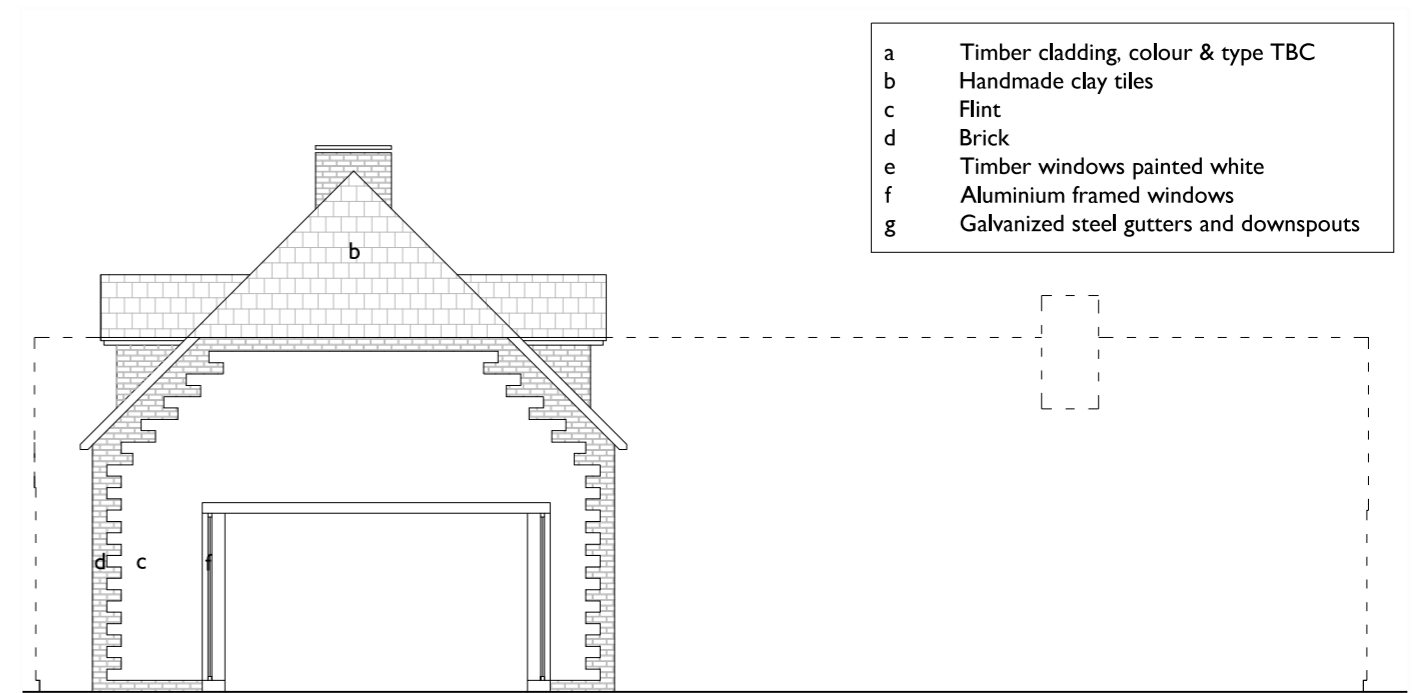 a Timber cladding, colour & type TBC
b Handmade clay tiles
c Flint
d Brick
e Timber windows painted white
f Aluminium framed windows
g Galvanized steel gutters and downspouts
b
d c f